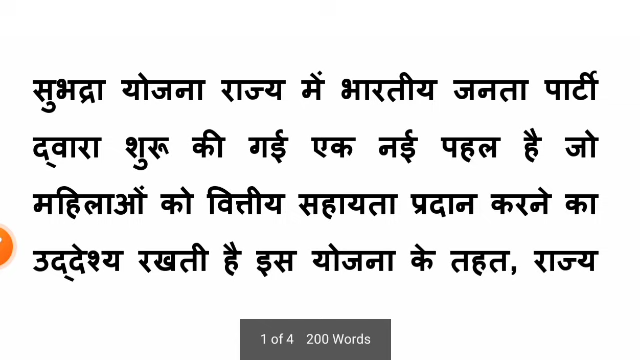 सुभद्रा योजना राज्य में भारतीय जनता पार्टी
द्वारा शुरू की गई एक नई पहल है जो
महिलाओं को वित्तीय सहायता प्रदान करने का
उद्देश्य रखती है इस योजना के तहत, राज्य
1 of 4 200 Words